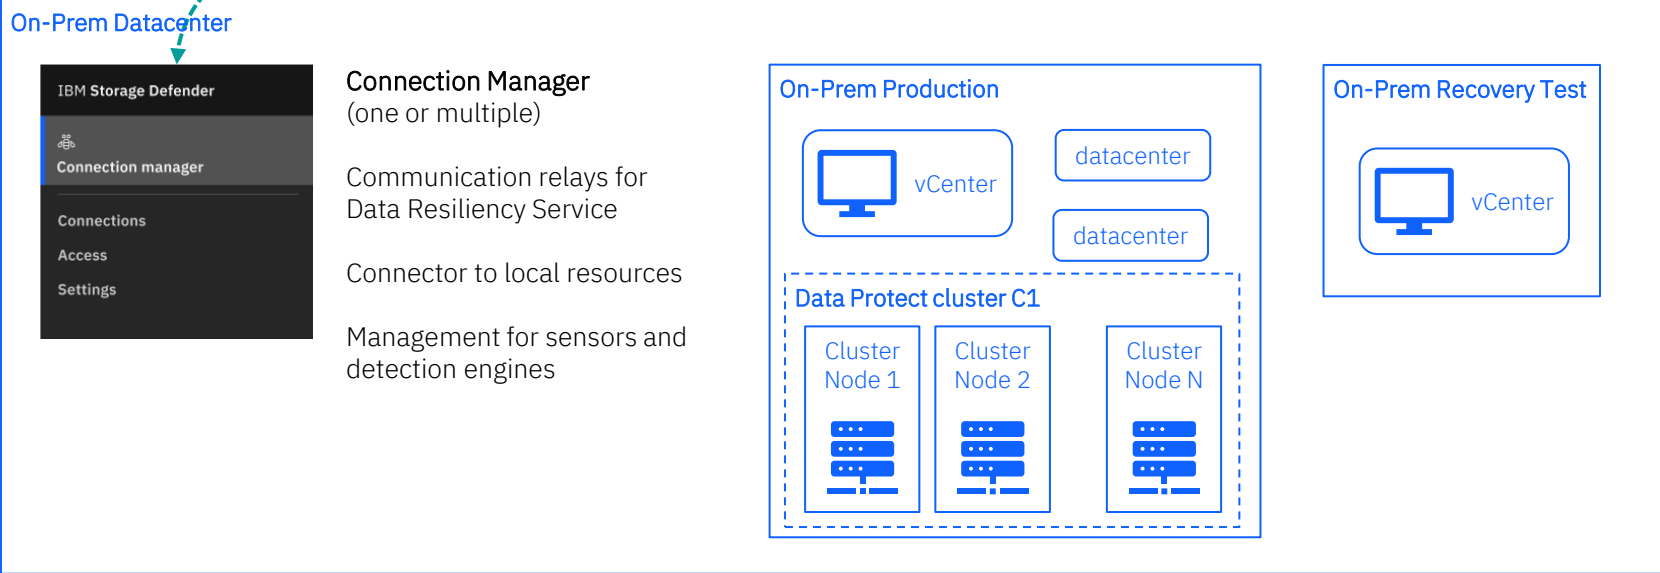 On-Prem Datacenter
IBM Storage Defender
Connection manager
Connections
Access
Settings
Connection Manager
(one or multiple)
Communication relays for
Data Resiliency Service
Connector to local resources
Management for sensors and
detection engines
On-Prem Production
vCenter
datacenter
datacenter
Data Protect cluster C1
Cluster
Node 1
Cluster
Node 2
Cluster
Node N
On-Prem Recovery Test
vCenter